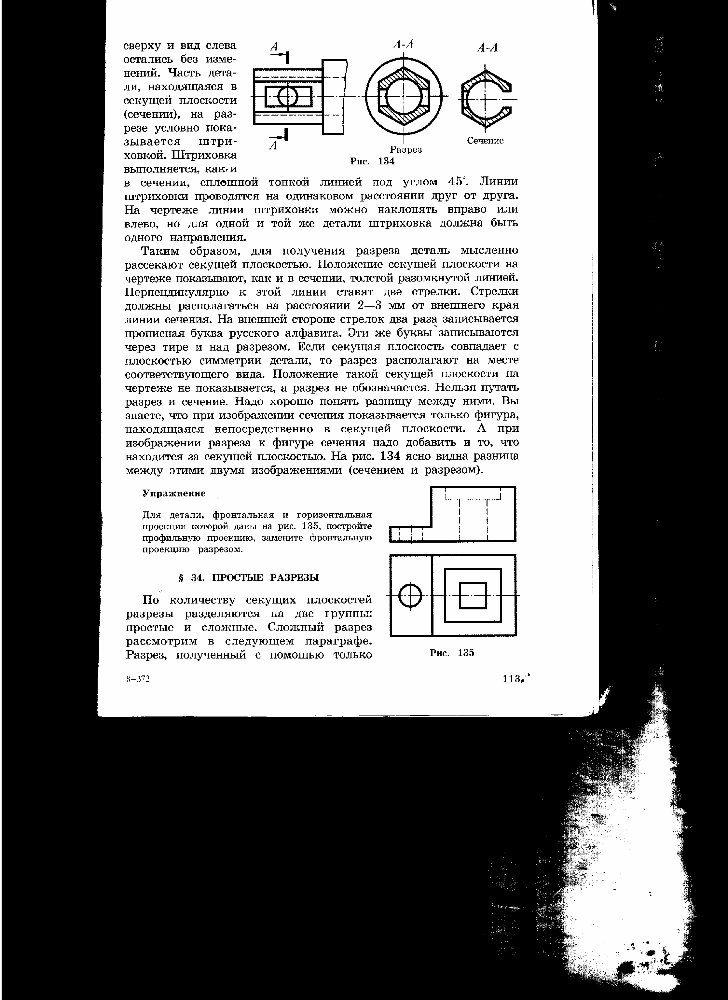 сверху и вид слева
остались без изме-
нений. Часть дета-
ли, находящаяся в
секущей плоскости
(сечении), на раз-
резе условно пока-
зывается штри-
ховкой. Штриховка
выполняется, как и
А
А
А-А
А-А
Разрез
Сечение
Рис. 134
в сечении, сплошной тонкой линией под углом 45°. Линии
штриховки проводятся на одинаковом расстоянии друг от друга.
На чертеже линии штриховки можно наклонять вправо или
влево, но для одной и той же детали штриховка должна быть
одного направления.
Таким образом, для получения разреза деталь мысленно
рассекают секущей плоскостью. Положение секущей плоскости на
чертеже показывают, как и в сечении, толстой разомкнутой линией.
Перпендикулярно к этой линии ставят две стрелки. Стрелки
должны располагаться на расстоянии 2—3 мм от внешнего края
линии сечения. На внешней стороне стрелок два раза записывается
прописная буква русского алфавита. Эти же буквы записываются
через тире и над разрезом. Если секущая плоскость совпадает с
плоскостью симметрии детали, то разрез располагают на месте
соответствующего вида. Положение такой секущей плоскости на
чертеже не показывается, а разрез не обозначается. Нельзя путать
разрез и сечение. Надо хорошо понять разницу между ними. Вы
знаете, что при изображении сечения показывается только фигура,
находящаяся непосредственно в секущей плоскости. А при
изображении разреза к фигуре сечения надо добавить и то, что
находится за секущей плоскостью. На рис. 134 ясно видна разница
между этими двумя изображениями (сечением и разрезом).
Упражнение
Для детали, фронтальная и горизонтальная
проекции которой даны на рис. 135, постройте
профильную проекцию, замените фронтальную
проекцию разрезом.
§ 34. ПРОСТЫЕ РАЗРЕЗЫ
По количеству секущих плоскостей
разрезы разделяются на две группы:
простые и сложные. Сложный разрез
рассмотрим в следующем параграфе.
Разрез, полученный с помощью только
Рис. 135
8—372
113